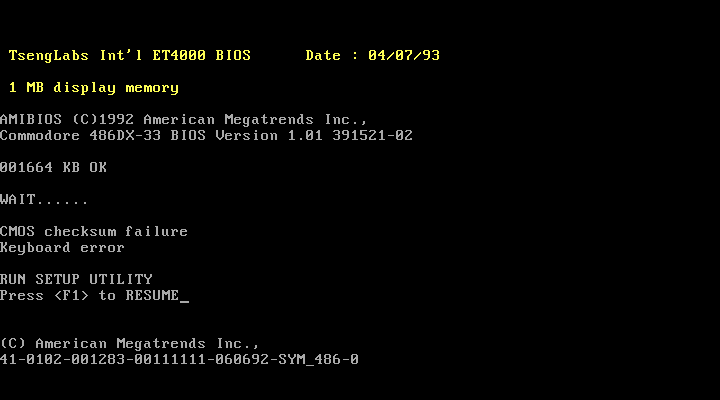 TsengLabs Int'l ET4000 BIOS      Date : 04/07/93
1 MB display memory
AMIBIOS (C)1992 American Megatrends Inc.,
Commodore 486DX-33 BIOS Version 1.01 391521-02
001664 KB OK
WAIT......
CMOS checksum failure
Keyboard error
RUN SETUP UTILITY
Press <F1> to RESUME_
(C) American Megatrends Inc.,
41-0102-001283-00111111-060692-SYM_486-0